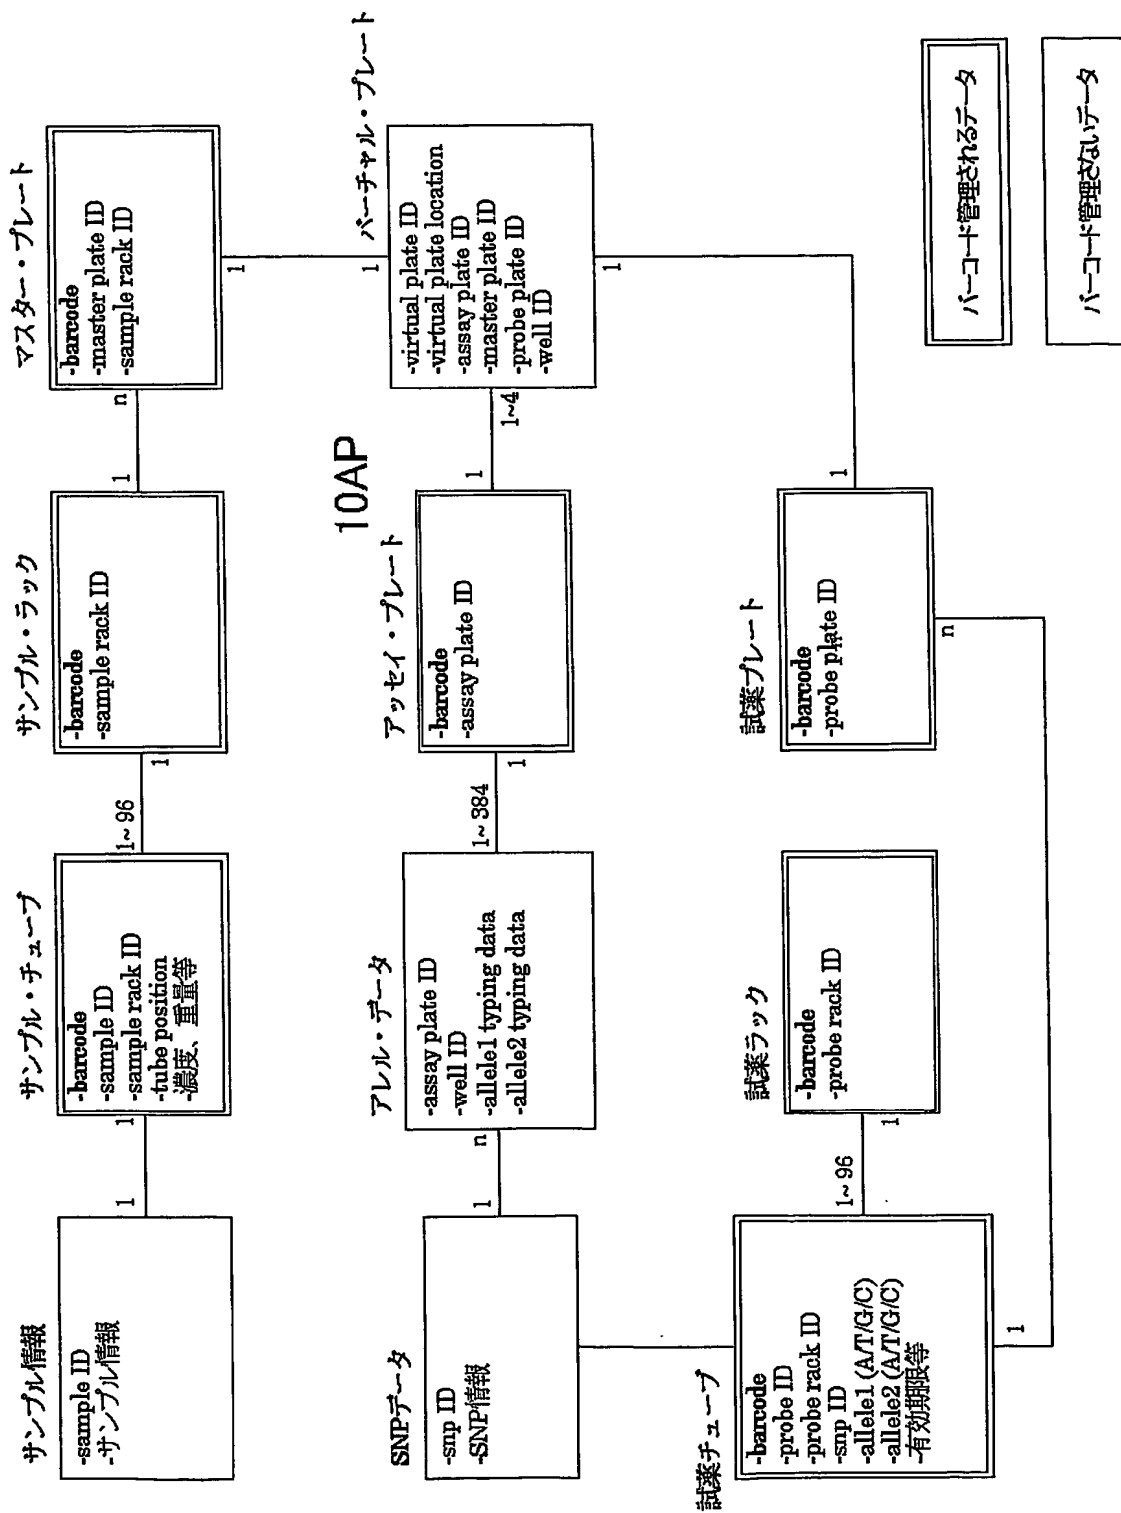 サンプル情報
-sample ID
-サンプル情報
1
1
サンプル・チューブ
-barcode
-sample ID
-sample rack ID
-tube position
-濃度、重量等
1~96
1
サンプル・ラック
-barcode
-sample rack ID
1
n
マスター・プレート
-barcode
-master plate ID
-sample rack ID
1
1
SNPデータ
-snp ID
-SNP情報
1
n
アレル・データ
-assay plate ID
-well ID
-allele1 typing data
-allele2 typing data
1~384
1
10AP
アッセイ・プレート
-barcode
-assay plate ID
1
1~4
バーチャル・プレート
-virtual plate ID
-virtual plate location
-assay plate ID
-master plate ID
-probe plate ID
-well ID
1
1
試薬チューブ
-barcode
-probe ID
-probe rack ID
-snp ID
-allele1 (A/T/G/C)
-allele2 (A/T/G/C)
-有効期限等
1~96
1
試薬ラック
-barcode
-probe rack ID
試薬プレート
-barcode
-probe plate ID
1
n
バーコード管理されるデータ
バーコード管理さないデータ